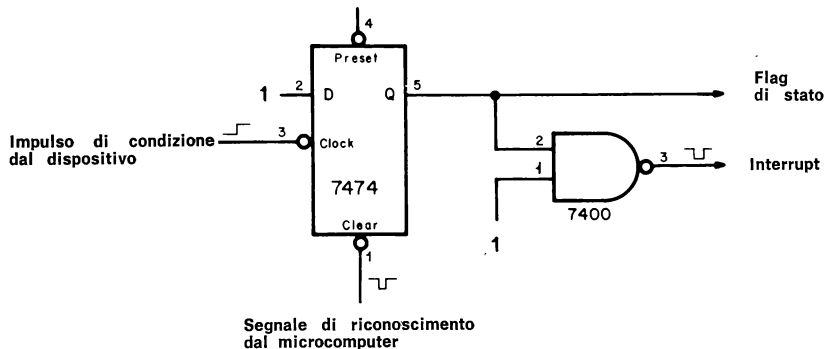 4
Preset
1
2
D
Q
5
Flag
di stato
Impulso di condizione
dal dispositivo
3
Clock
2
1
3
Interrupt
7474
7400
Clear
1
1
Segnale di riconoscimento
dal microcomputer